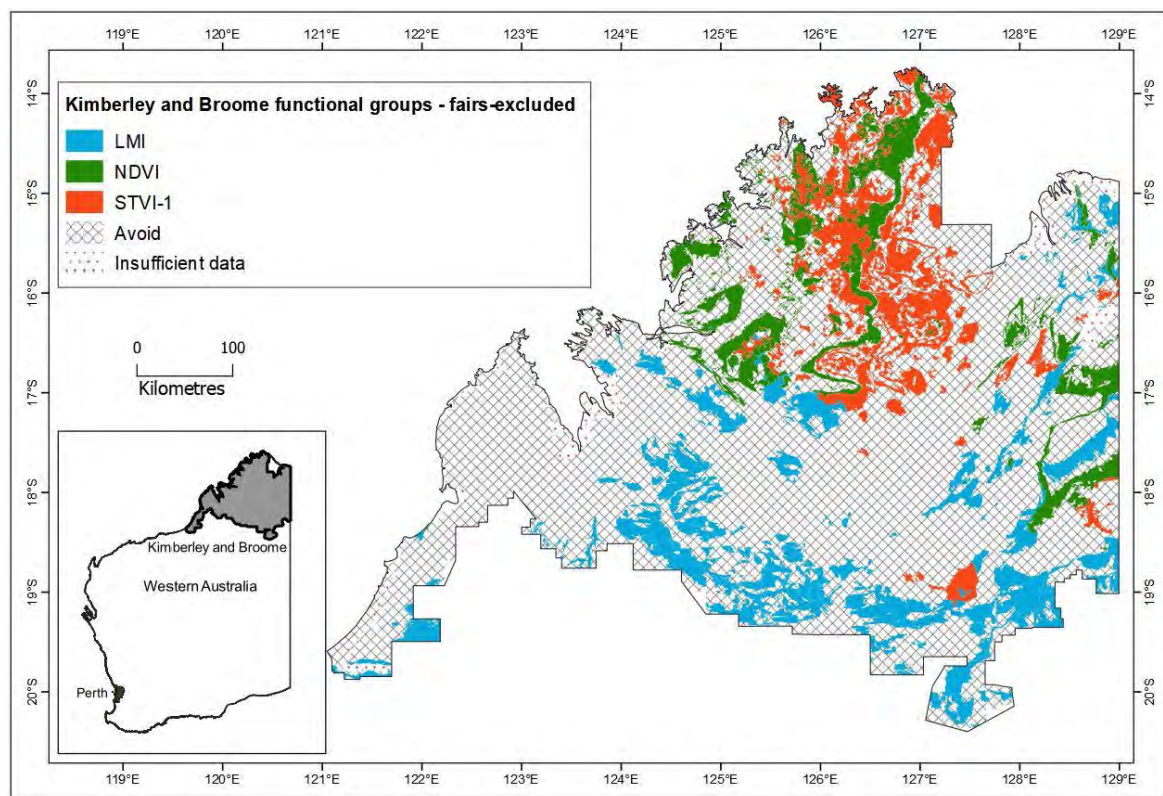 119°E 120°E 121°E 122°E 123°E 124°E 125°E 126°E 127°E 128°E 129°E
14°S
15°S
16°S
17°S
18°S
19°S
20°S
Kimberley and Broome functional groups - fairs-excluded
LMI
NDVI
STVI-1
Avoid
Insufficient data
0 100
Kilometres
Kimberley and Broome
Western Australia
Perth
14°S
15°S
16°S
17°S
18°S
19°S
20°S
119°E 120°E 121°E 122°E 123°E 124°E 125°E 126°E 127°E 128°E 129°E